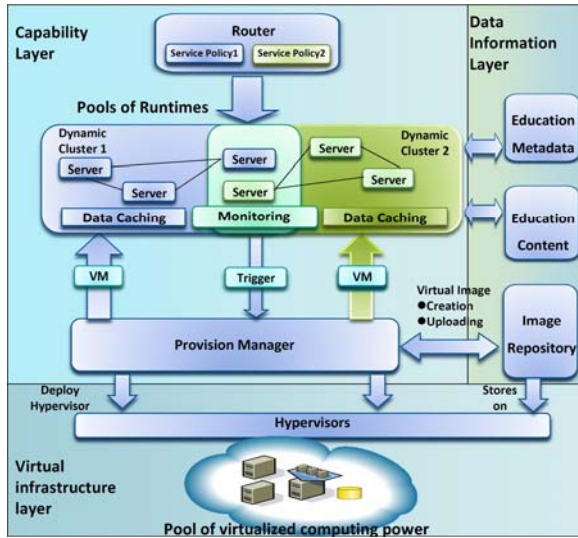 Capability
Layer
Router
Service Policy1
Service Policy2
Data
Information
Layer
Pools of Runtimes
Dynamic
Cluster 1
Server
Server
Server
Server
Server
Server
Dynamic
Cluster 2
Data Caching
Monitoring
Data Caching
Education
Metadata
Education
Content
VM
Trigger
VM
Virtual Image
●Creation
●Uploading
Provision Manager
Image
Repository
Deploy
Hypervisor
Stores
on
Hypervisors
Virtual
infrastructure
layer
Pool of virtualized computing power